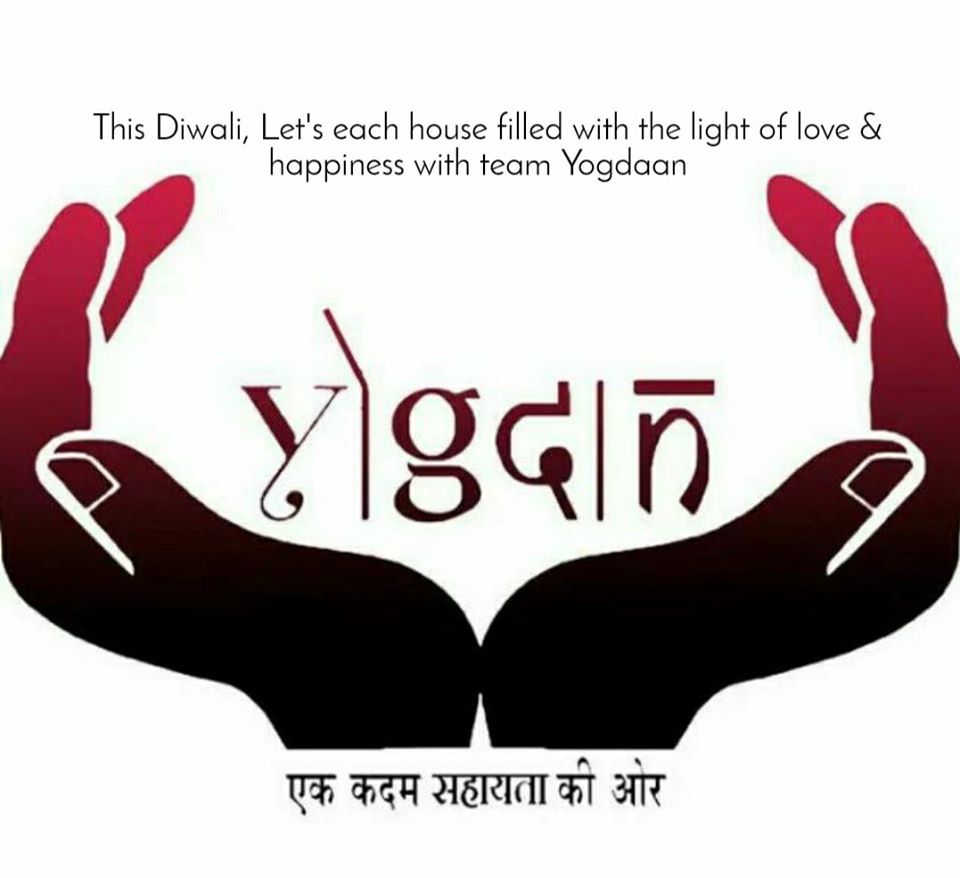 This Diwali, Let's each house filled with the light of love &
happiness with team Yogdaan
yोgदाn
एक कदम सहायता की ओर